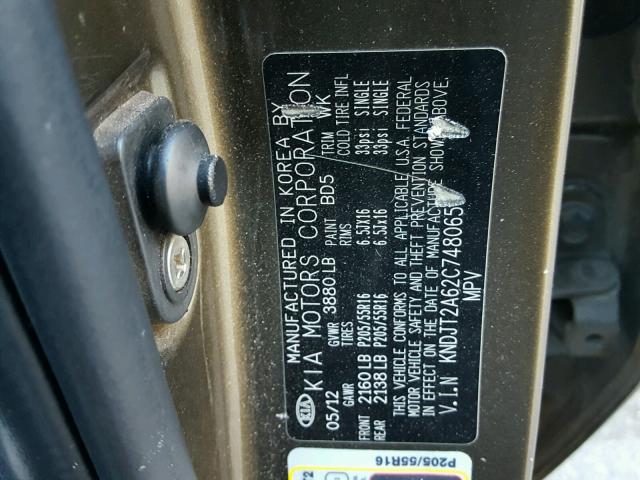 MANUFACTURED IN KOREA BY
KIA KIA MOTORS CORPORATION
05/12 GVWR 3880 LB PAINT BD5 TRIM WK
GAWR TIRES RIMS COLD TIRE INFL
FRONT 2160 LB P205/55R16 6.5JX16 33psi SINGLE
REAR 2138 LB P205/55R16 6.5JX16 33psi SINGLE
THIS VEHICLE CONFORMS TO ALL APPLICABLE U.S.A. FEDERAL
MOTOR VEHICLE SAFETY AND THEFT PREVENTION STANDARDS
IN EFFECT ON THE DATE OF MANUFACTURE SHOWN ABOVE.
V.I.N KNDJT2A62C748065
MPV
P205/55R16